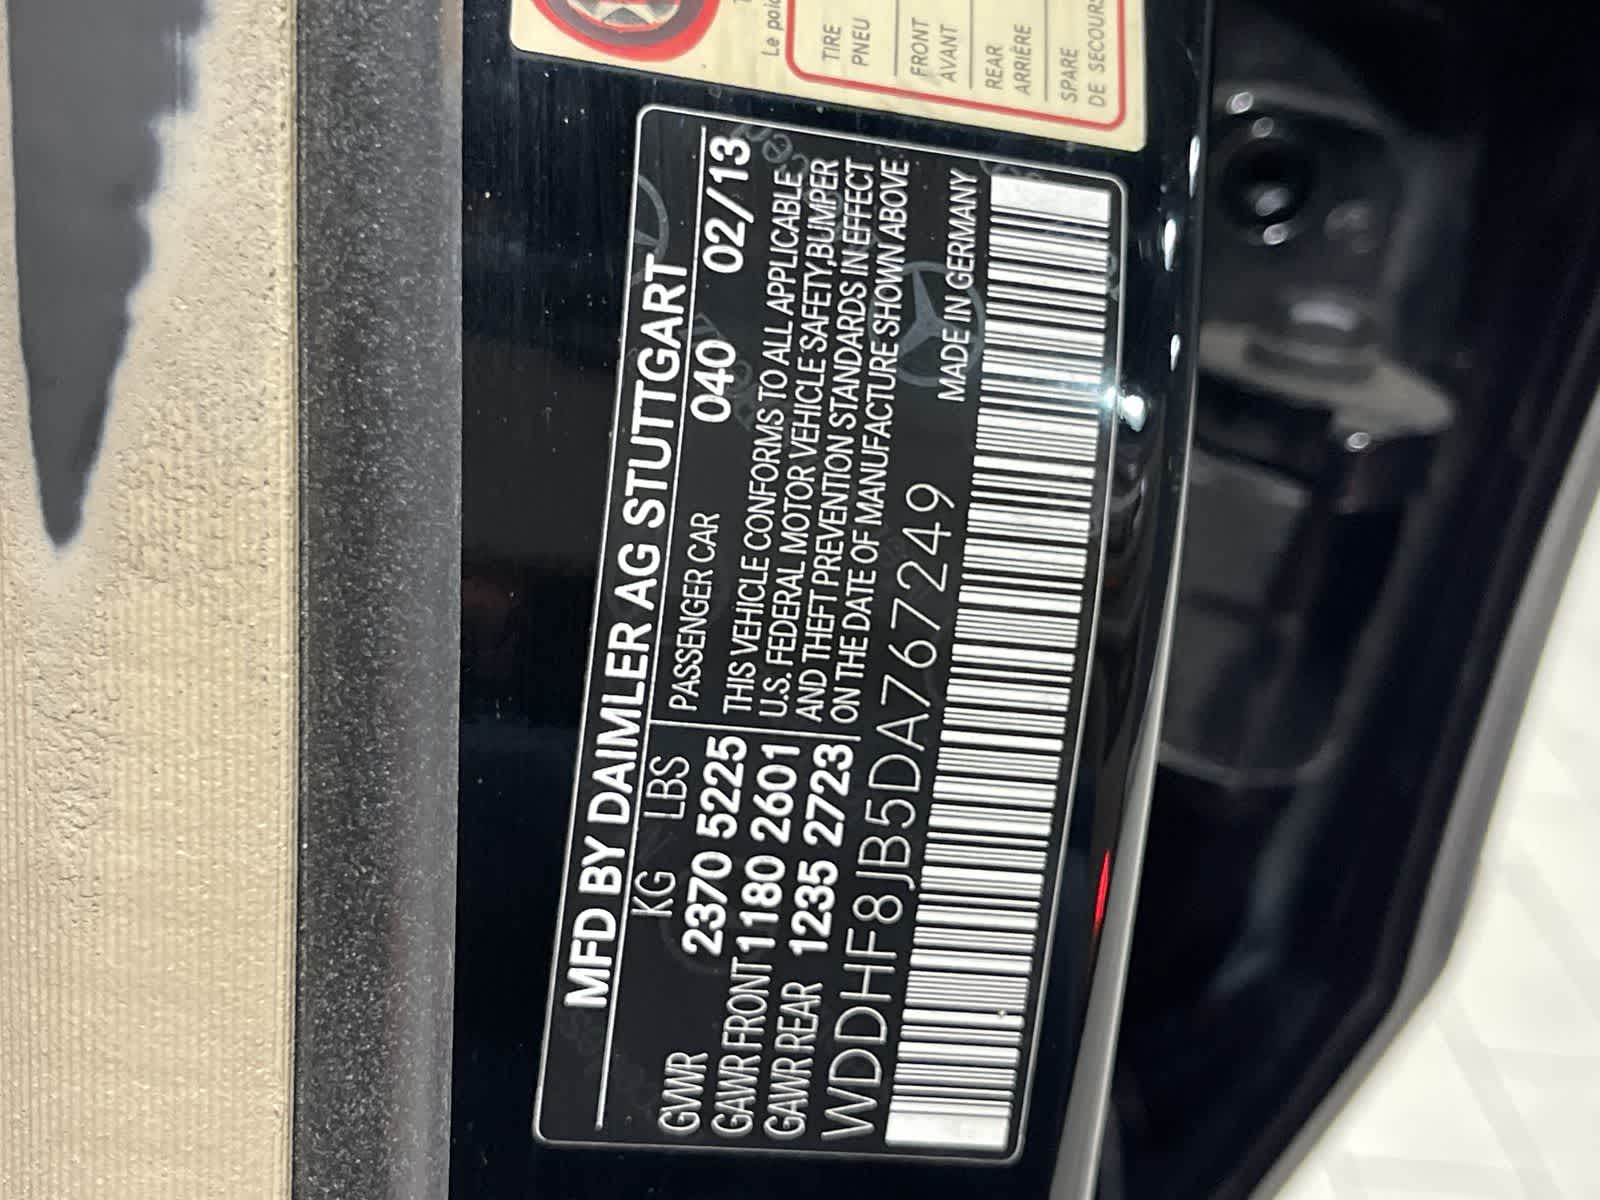 MFD BY DAIMLER AG STUTTGART
KG LBS
PASSENGER CAR 040 02/13
GVWR 2370 5225
GAWR FRONT 1180 2601
GAWR REAR 1235 2723
THIS VEHICLE CONFORMS TO ALL APPLICABLE
U.S. FEDERAL MOTOR VEHICLE SAFETY,BUMPER
AND THEFT PREVENTION STANDARDS IN EFFECT
ON THE DATE OF MANUFACTURE SHOWN ABOVE
WDDHF8JB5DA767249
MADE IN GERMANY
Le
TIRE
PNEU
FRONT
AVANT
REAR
ARRIÈRE
SPARE
DE SECOURS